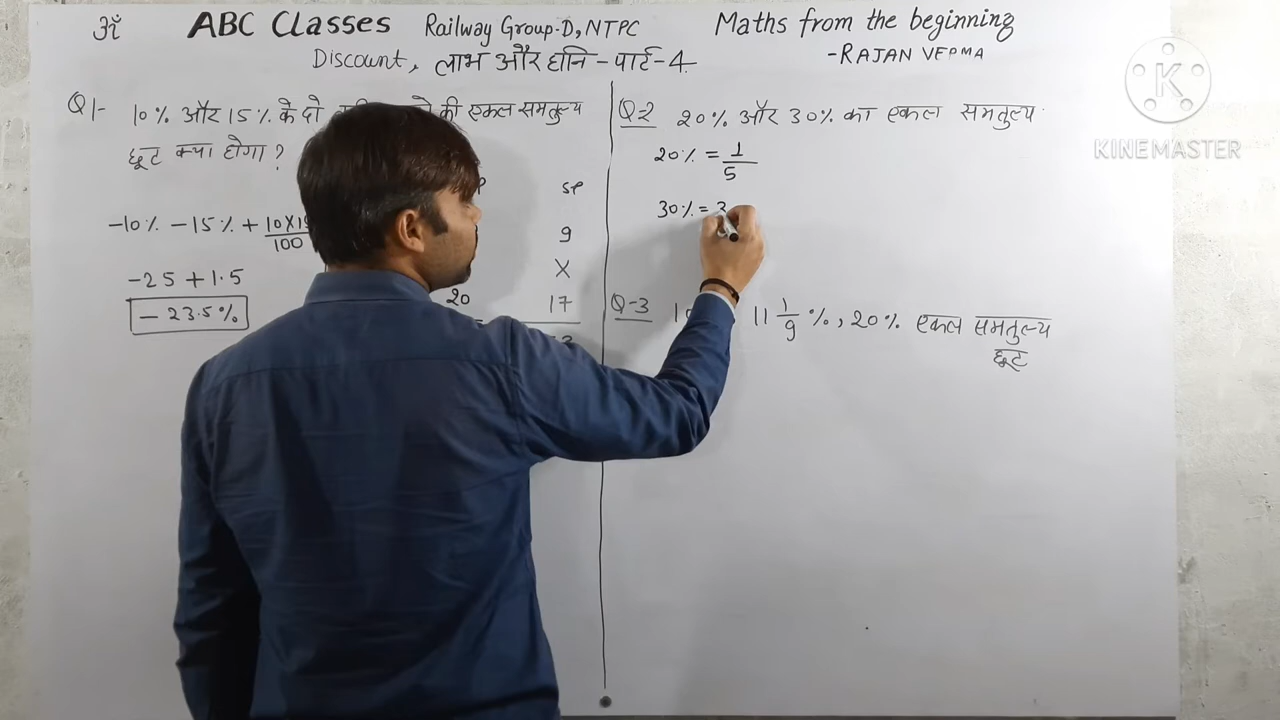 ॐ ABC Classes Railway Group-D, NTPC Maths from the beginning
Discount, लाभ और हानि - पार्ट-4 -RAJAN VERMA
Q1- 10% और 15% के दो की एकल समतुल्य
छूट क्या होगा?
SP
-10% -15% + 10X15/100
9
X
-25 + 1.5
20 17
-23.5%
Q-2 20% और 30% का एकल समतुल्य
20% = 1/5
30% = 3
Q-3 11 1/9 %, 20% एकल समतुल्य
छूट
K
KINEMASTER